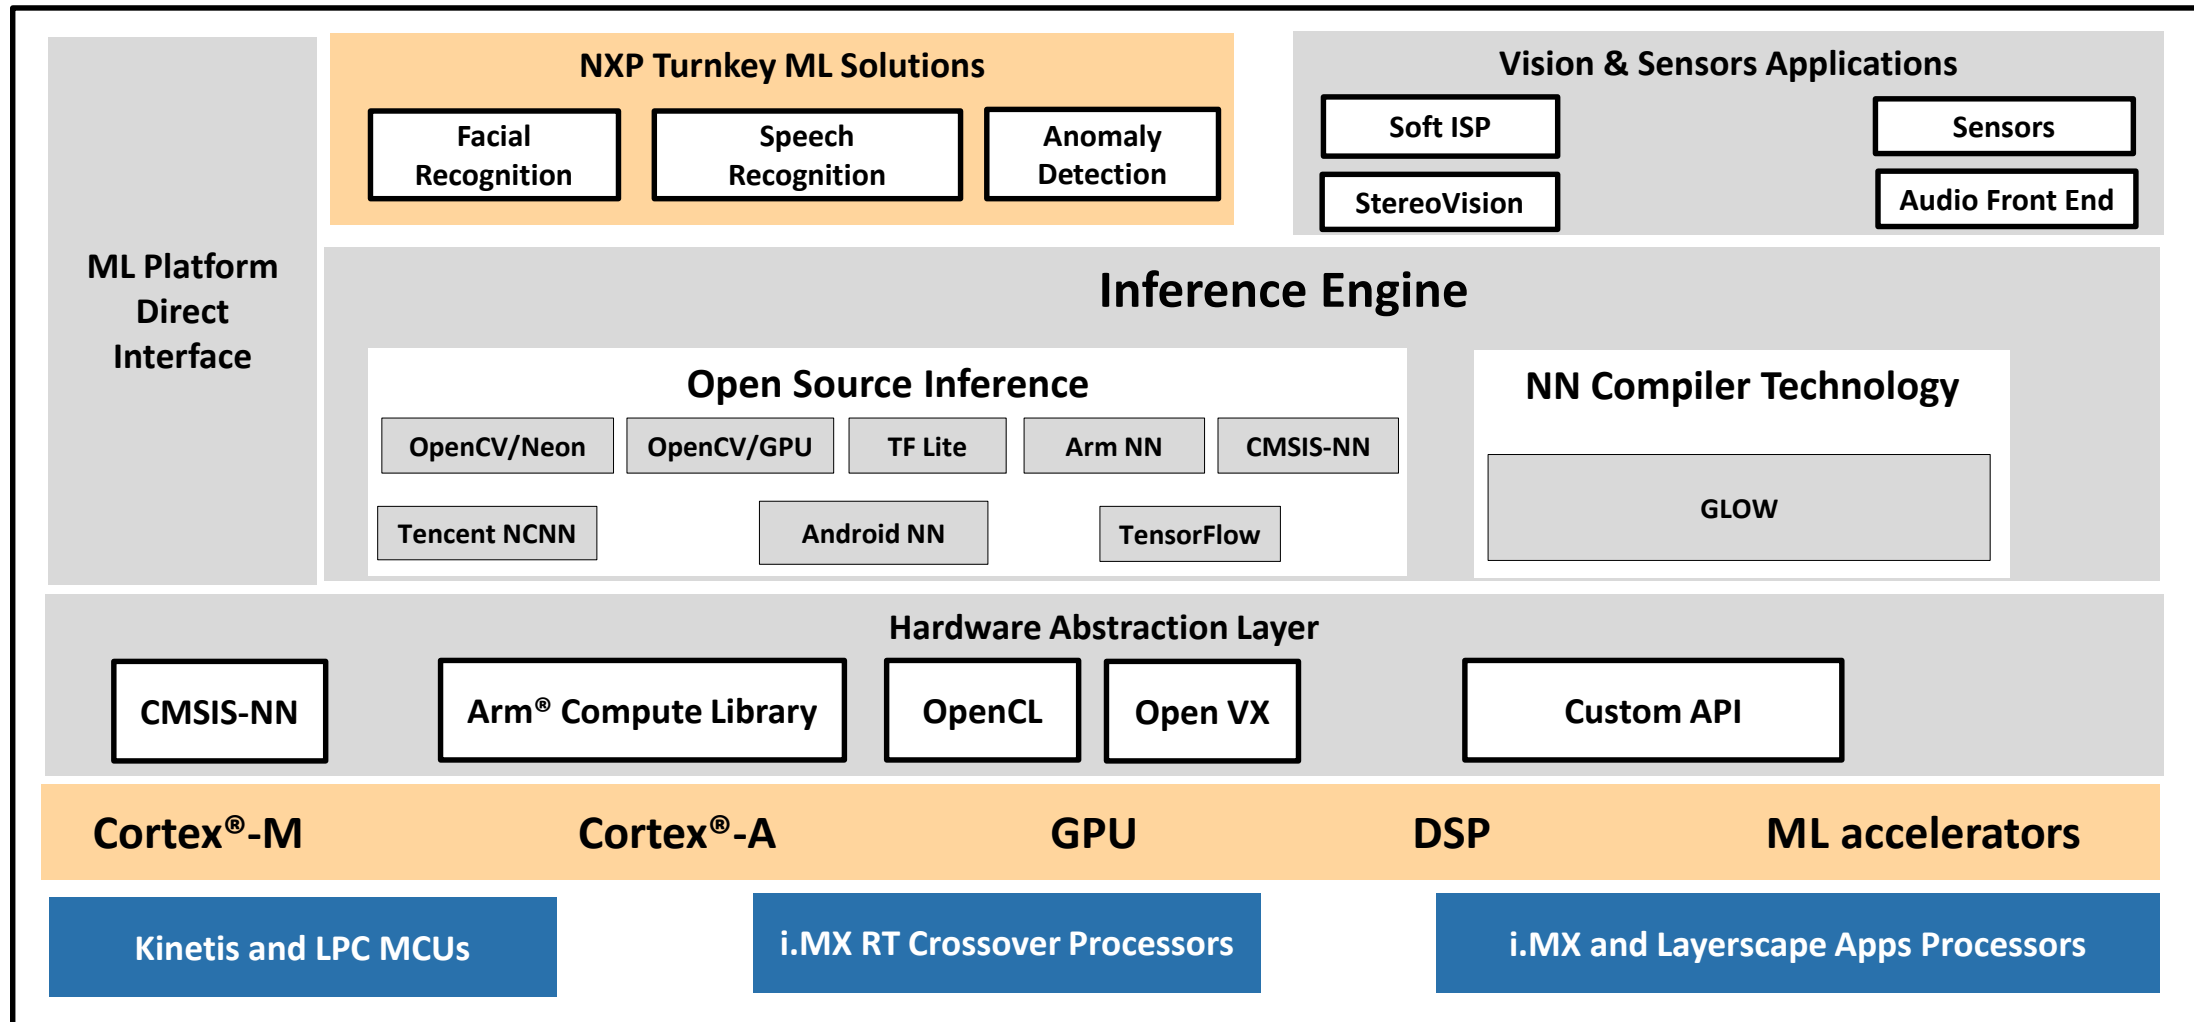 ML Platform
Direct
Interface
NXP Turnkey ML Solutions
Facial
Recognition
Speech
Recognition
Anomaly
Detection
Vision & Sensors Applications
Soft ISP
Sensors
StereoVision
Audio Front End
Inference Engine
Open Source Inference
OpenCV/Neon
OpenCV/GPU
TF Lite
Arm NN
CMSIS-NN
Tencent NCNN
Android NN
TensorFlow
NN Compiler Technology
GLOW
Hardware Abstraction Layer
CMSIS-NN
Arm® Compute Library
OpenCL
Open VX
Custom API
Cortex®-M
Cortex®-A
GPU
DSP
ML accelerators
Kinetis and LPC MCUs
i.MX RT Crossover Processors
i.MX and Layerscape Apps Processors